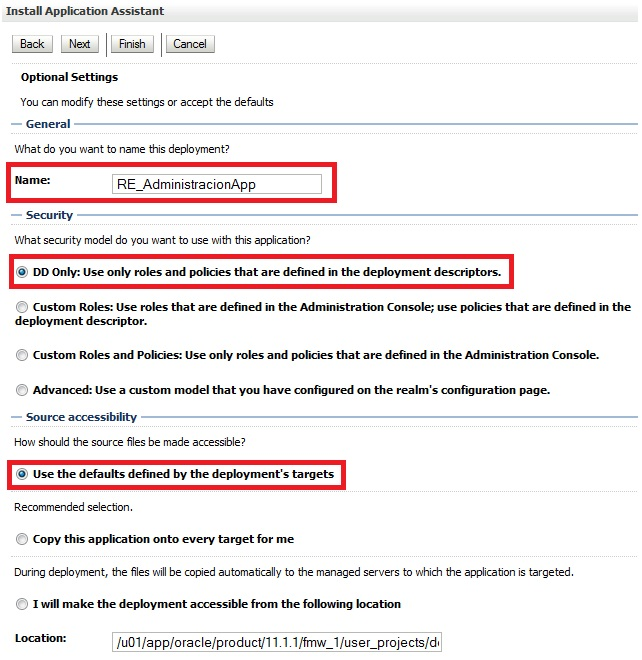 Install Application Assistant
Back Next Finish Cancel
Optional Settings
You can modify these settings or accept the defaults
General
What do you want to name this deployment?
Name: RE_AdministracionApp
Security
What security model do you want to use with this application?
DD Only: Use only roles and policies that are defined in the deployment descriptors.
Custom Roles: Use roles that are defined in the Administration Console; use policies that are defined in the
deployment descriptor.
Custom Roles and Policies: Use only roles and policies that are defined in the Administration Console.
Advanced: Use a custom model that you have configured on the realm's configuration page.
Source accessibility
How should the source files be made accessible?
Use the defaults defined by the deployment's targets
Recommended selection.
Copy this application onto every target for me
During deployment, the files will be copied automatically to the managed servers to which the application is targeted.
I will make the deployment accessible from the following location
Location: /u01/app/oracle/product/11.1.1/fmw_1/user_projects/d